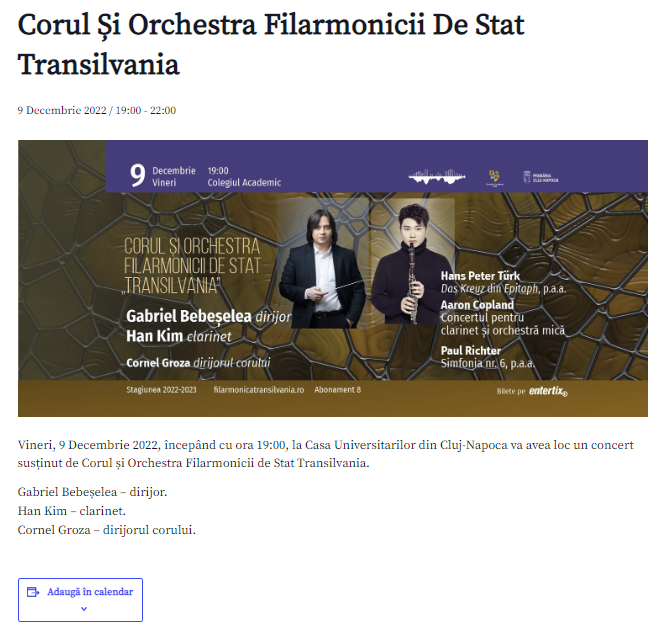 Corul Și Orchestra Filarmonicii De Stat
Transilvania
9 Decembrie 2022 / 19:00 - 22:00
9 Decembrie 19:00
Vineri Colegiul Academic
PRIMĂRIA
CLUJ-NAPOCA
CORUL ȘI ORCHESTRA
FILARMONICII DE STAT
„TRANSILVANIA”
Gabriel Bebeșelea dirijor
Han Kim clarinet
Cornel Groza dirijorul corului
Hans Peter Türk
Das Kreuz din Epitaph, p.a.a.
Aaron Copland
Concertul pentru
clarinet și orchestră mică
Paul Richter
Simfonia nr. 6, p.a.a.
Stagiunea 2022-2023 filarmonicatransilvania.ro Abonament 8
Bilete pe entertix
Vineri, 9 Decembrie 2022, începând cu ora 19:00, la Casa Universitarilor din Cluj-Napoca va avea loc un concert
susținut de Corul și Orchestra Filarmonicii de Stat Transilvania.
Gabriel Bebeșelea – dirijor.
Han Kim – clarinet.
Cornel Groza – dirijorul corului.
Adaugă în calendar